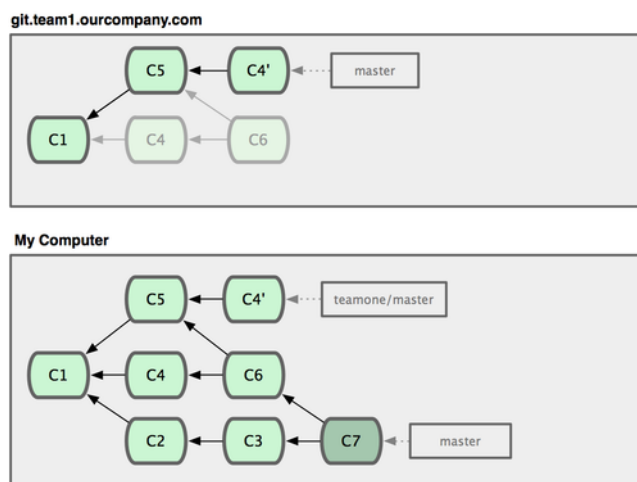 git.team1.ourcompany.com
C5 C4' master
C1 C4 C6
My Computer
C5 C4' teamone/master
C1 C4 C6
C2 C3 C7 master